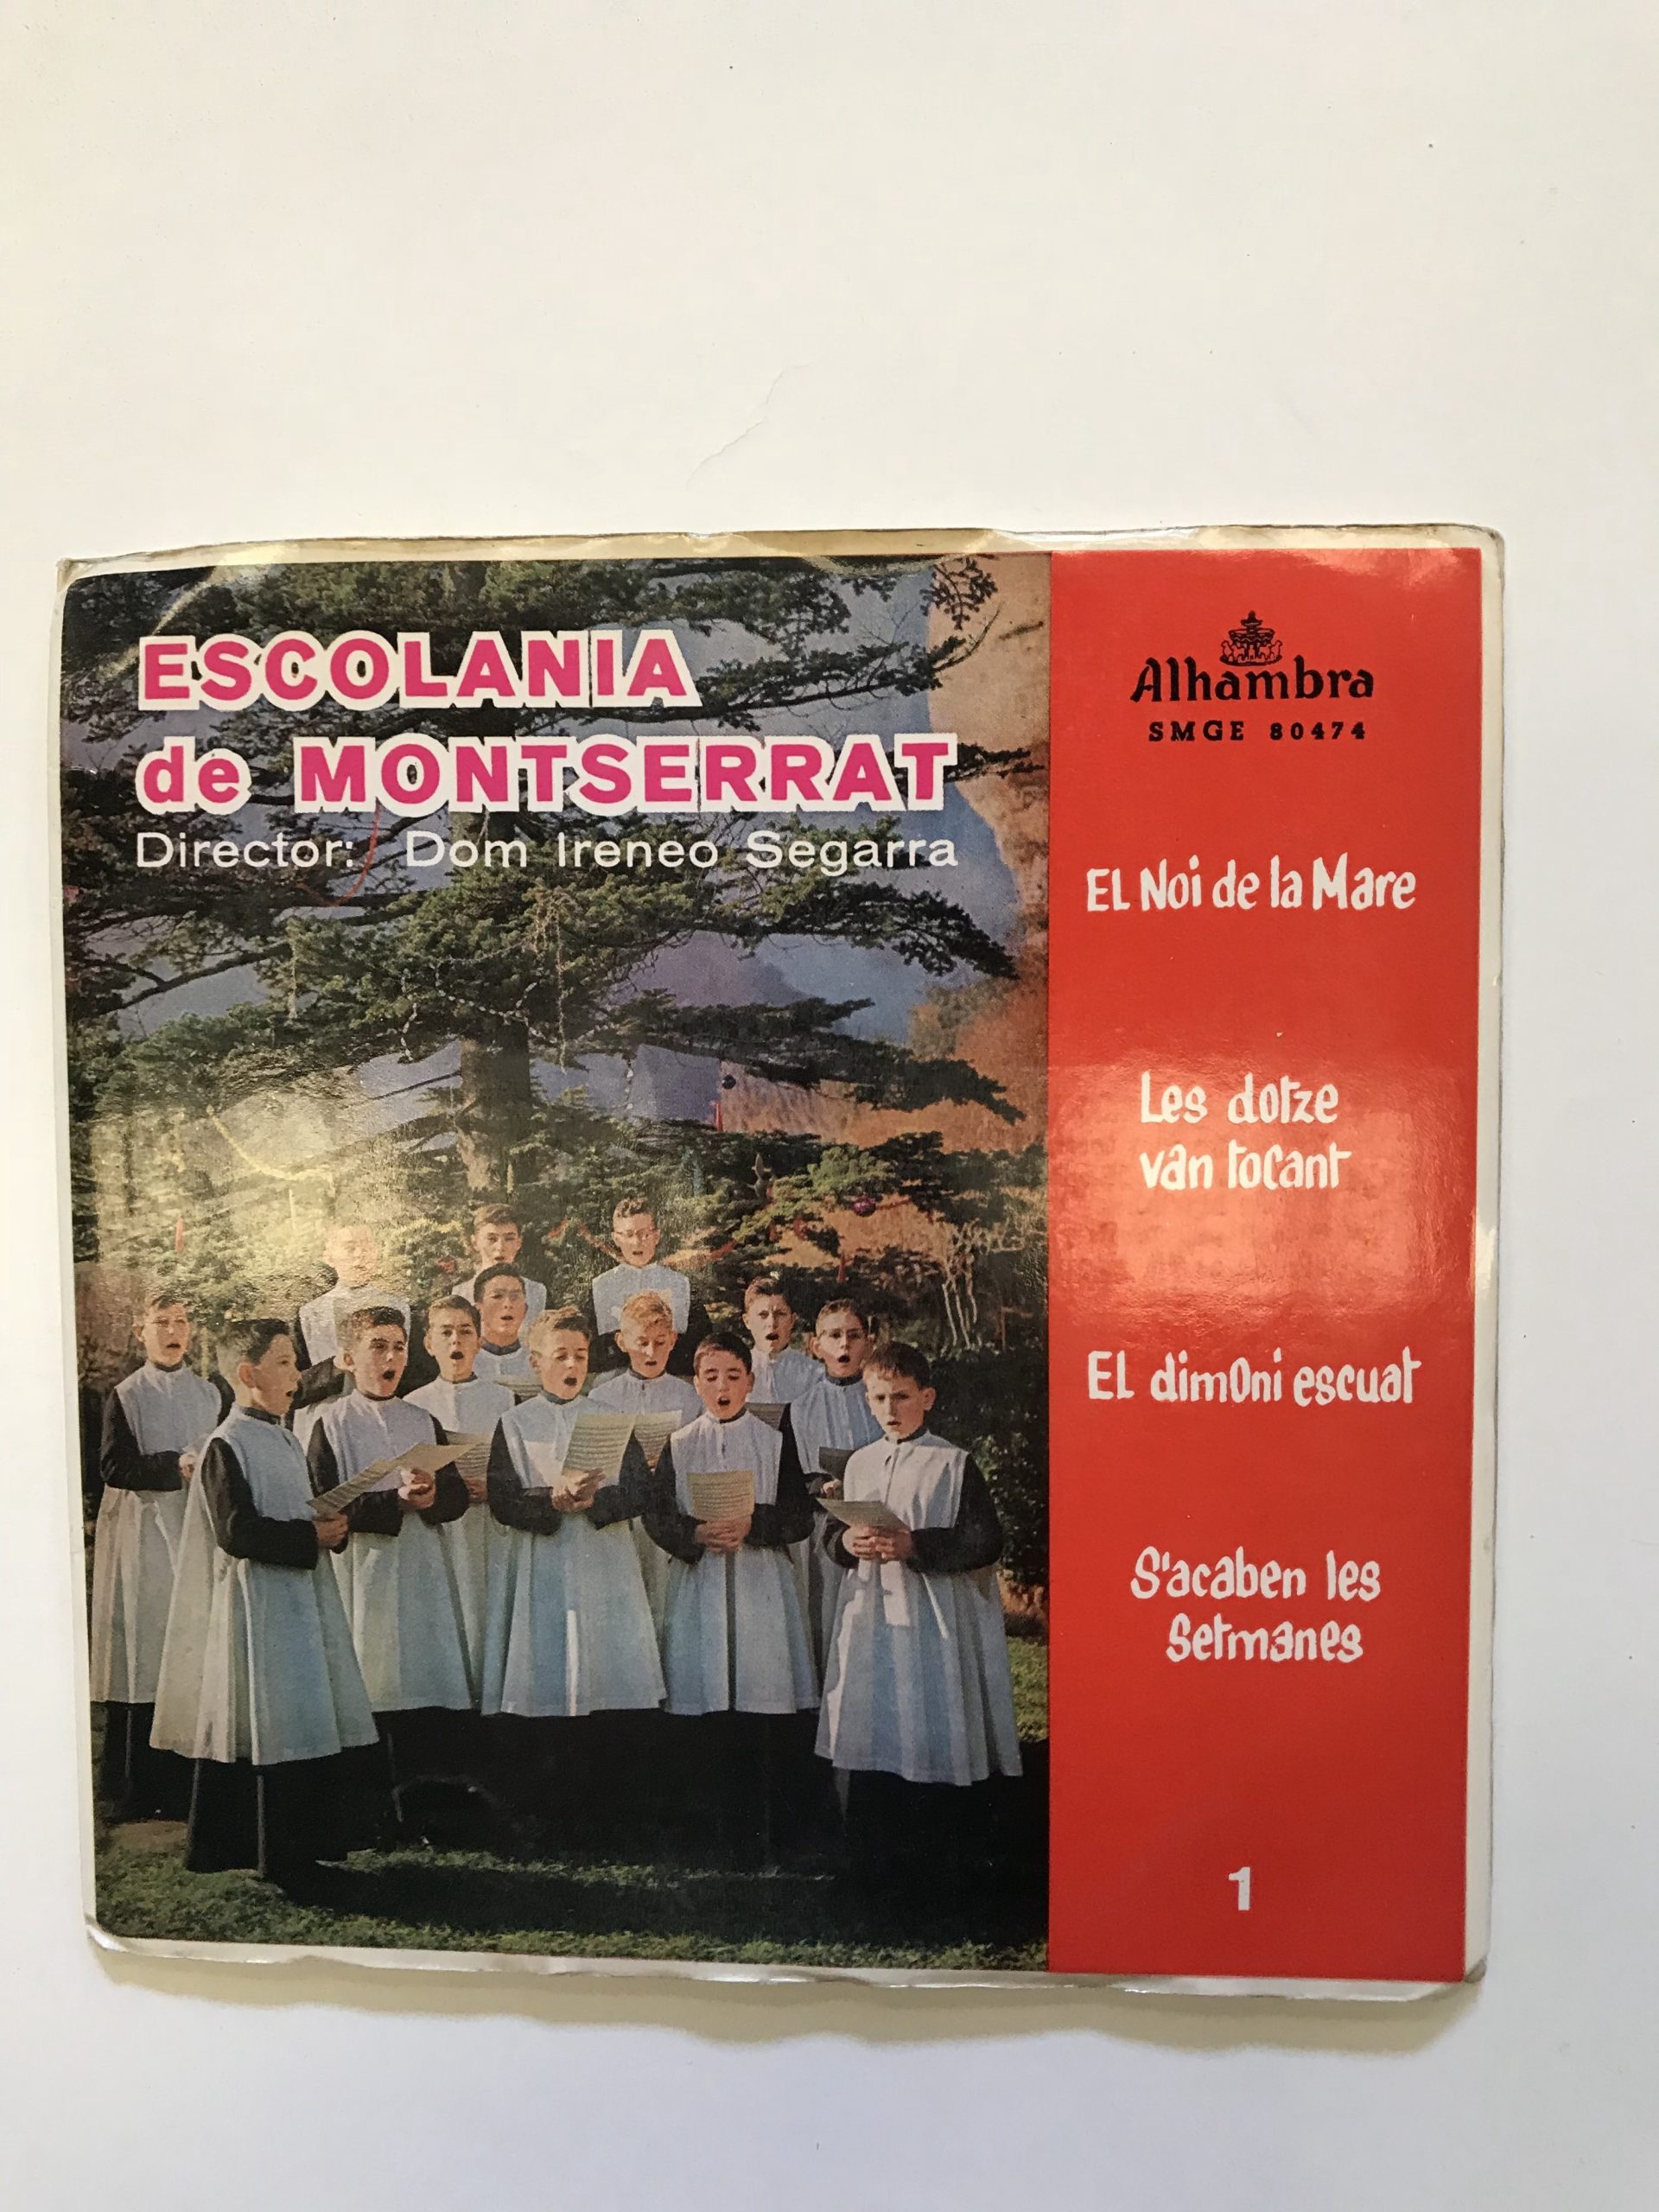 ESCOLANIA
de MONTSERRAT
Director: Dom Ireneo Segarra
Alhambra
SMGE 80474
EL Noi de la Mare
Les dotze
van tocant
EL dimOni escuat
S'acaben les
Setmanes
1